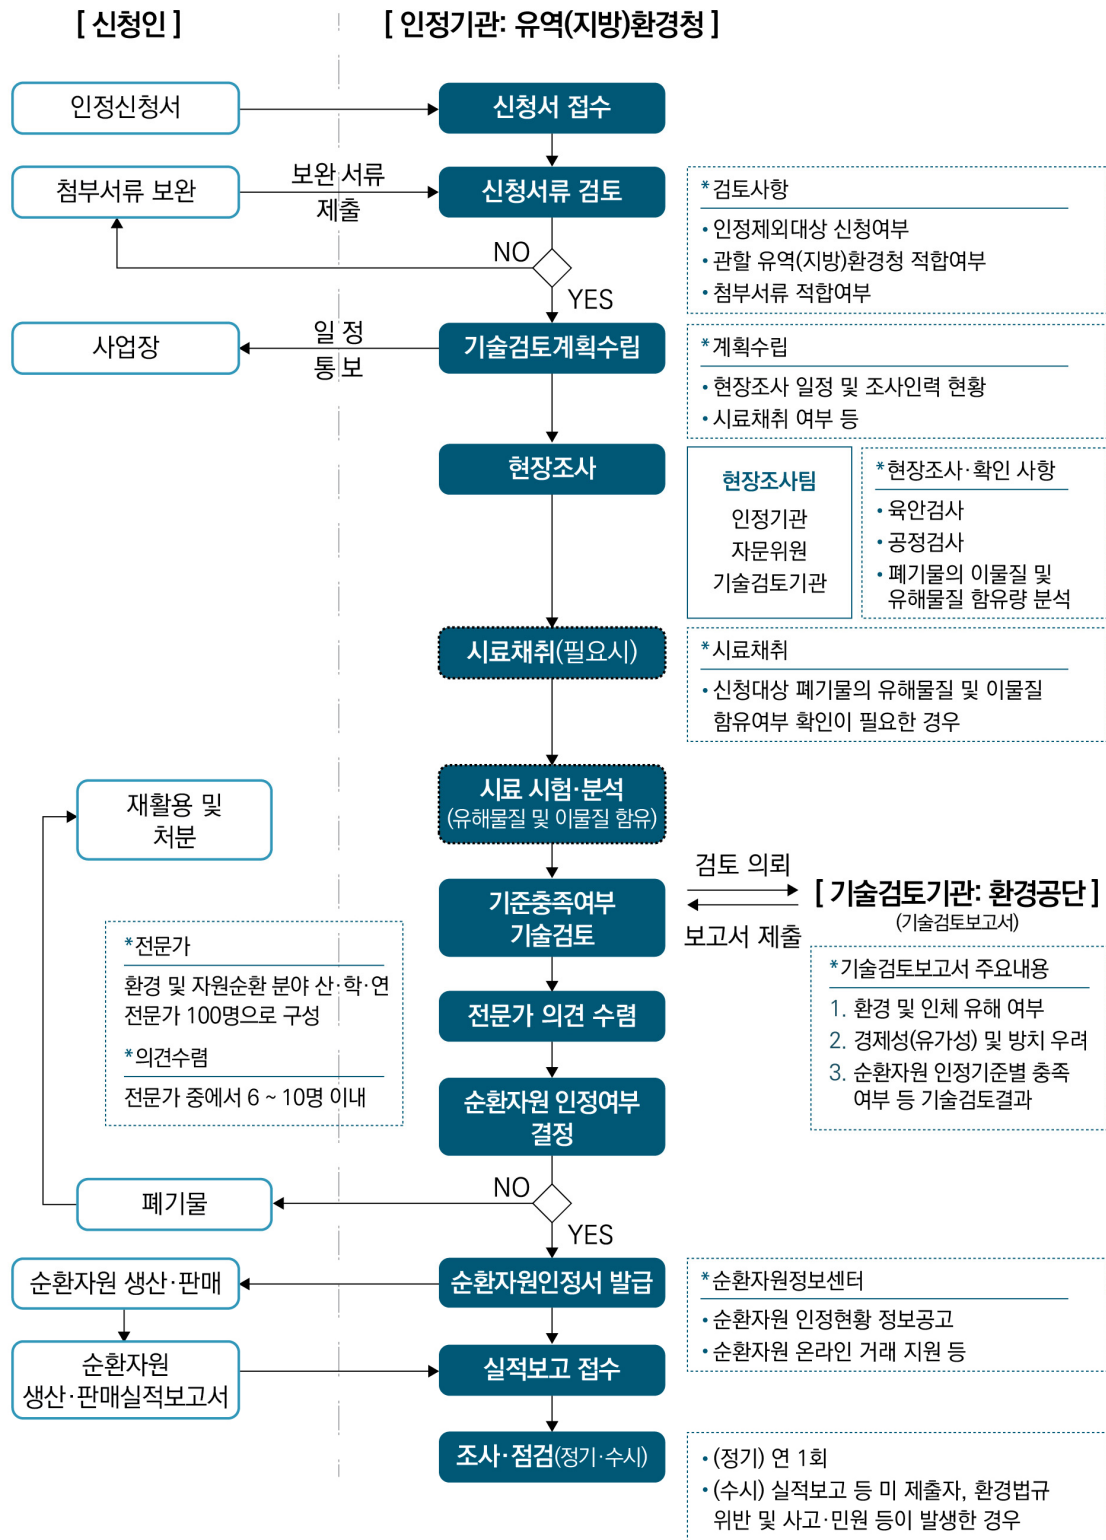 [ 신청인 ]
[ 인정기관: 유역(지방)환경청 ]
인정신청서
신청서 접수
첨부서류 보완
보완 서류
제출
신청서류 검토
*검토사항
• 인정제외대상 신청여부
• 관할 유역(지방)환경청 적합여부
• 첨부서류 적합여부
NO
YES
사업장
일 정
통 보
기술검토계획수립
*계획수립
• 현장조사 일정 및 조사인력 현황
• 시료채취 여부 등
현장조사
현장조사팀
인정기관
자문위원
기술검토기관
*현장조사·확인 사항
• 육안검사
• 공정검사
• 폐기물의 이물질 및
유해물질 함유량 분석
시료채취(필요시)
*시료채취
• 신청대상 폐기물의 유해물질 및 이물질
함유여부 확인이 필요한 경우
재활용 및
처분
시료 시험·분석
(유해물질 및 이물질 함유)
기준충족여부
기술검토
검토 의뢰
보고서 제출
[ 기술검토기관: 환경공단 ]
(기술검토보고서)
*기술검토보고서 주요내용
1. 환경 및 인체 유해 여부
2. 경제성(유가성) 및 방치 우려
3. 순환자원 인정기준별 충족
여부 등 기술검토결과
*전문가
환경 및 자원순환 분야 산·학·연
전문가 100명으로 구성
*의견수렴
전문가 중에서 6 ~ 10명 이내
전문가 의견 수렴
순환자원 인정여부
결정
NO
폐기물
YES
순환자원 생산·판매
순환자원인정서 발급
*순환자원정보센터
• 순환자원 인정현황 정보공고
• 순환자원 온라인 거래 지원 등
순환자원
생산·판매실적보고서
실적보고 접수
조사·점검(정기·수시)
• (정기) 연 1회
• (수시) 실적보고 등 미 제출자, 환경법규
위반 및 사고·민원 등이 발생한 경우